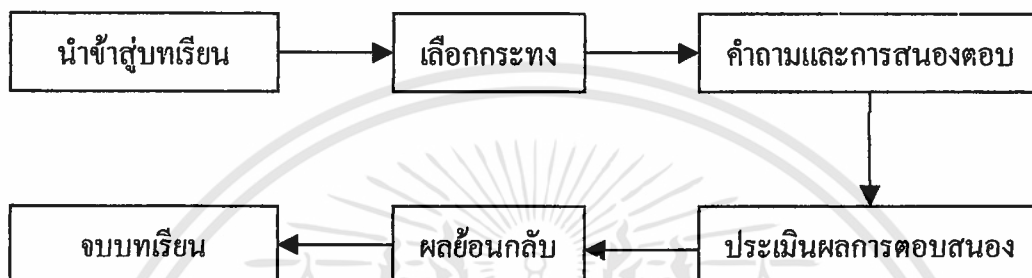 นำข้าสู่บทเรียน
เลือกกระทง
คำถามและการสนองตอบ
ประเมินผลการตอบสนอง
ผลย้อนกลับ
จบบทเรียน